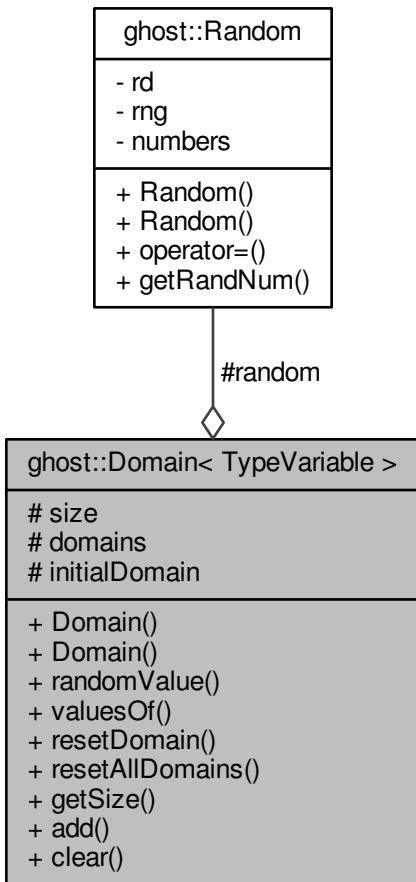 ghost::Random
- rd
- rng
- numbers
+ Random()
+ Random()
+ operator=()
+ getRandNum()
#random
ghost::Domain< TypeVariable >
# size
# domains
# initialDomain
+ Domain()
+ Domain()
+ randomValue()
+ valuesOf()
+ resetDomain()
+ resetAllDomains()
+ getSize()
+ add()
+ clear()